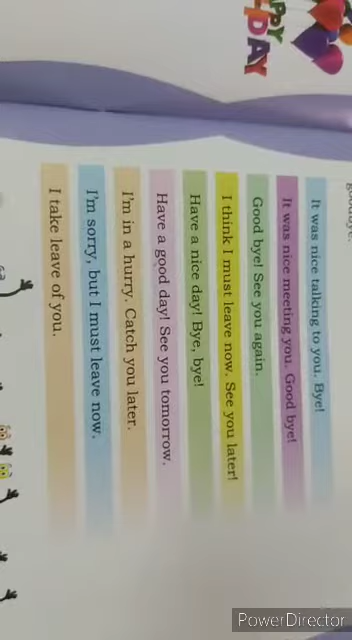 PPY
DAY
goodbye.
It was nice talking to you. Bye!
It was nice meeting you. Good bye!
Good bye! See you again.
I think I must leave now. See you later!
Have a nice day! Bye, bye!
Have a good day! See you tomorrow.
I'm in a hurry. Catch you later.
I'm sorry, but I must leave now.
I take leave of you.
PowerDirector